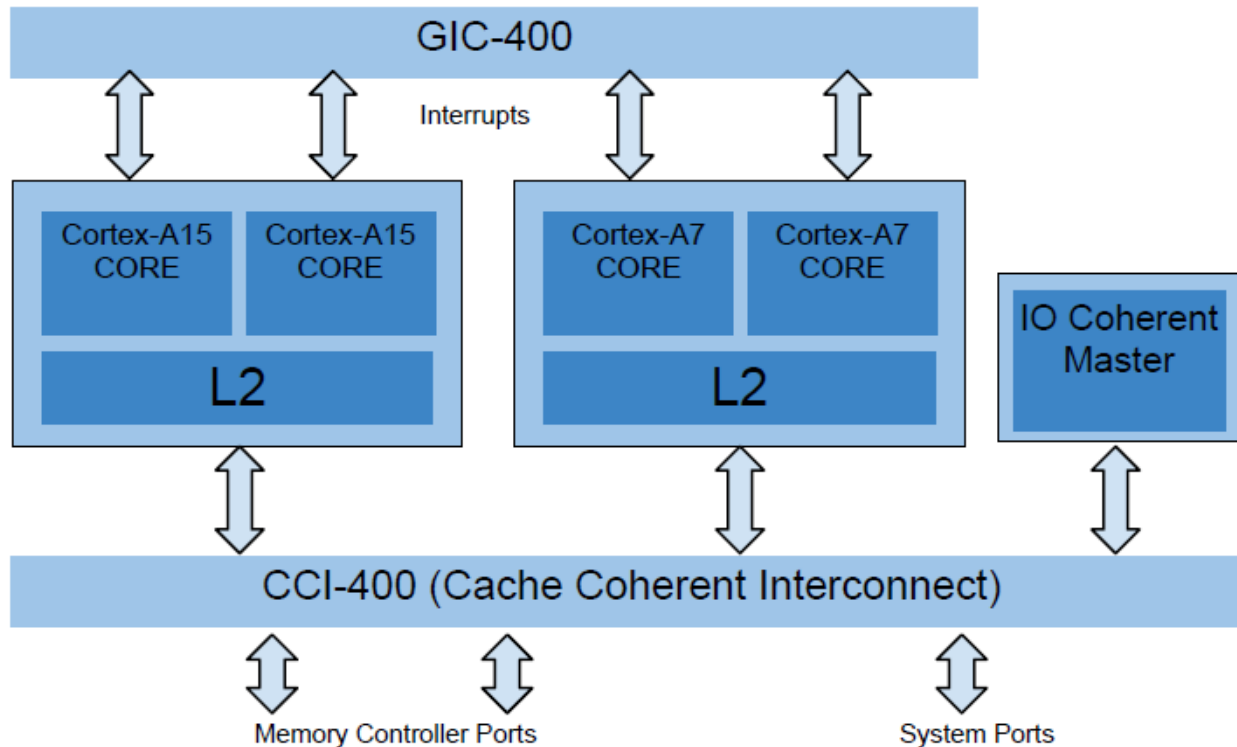 GIC-400
Interrupts
Cortex-A15
CORE
Cortex-A15
CORE
Cortex-A7
CORE
Cortex-A7
CORE
L2
L2
IO Coherent
Master
CCI-400 (Cache Coherent Interconnect)
Memory Controller Ports
System Ports